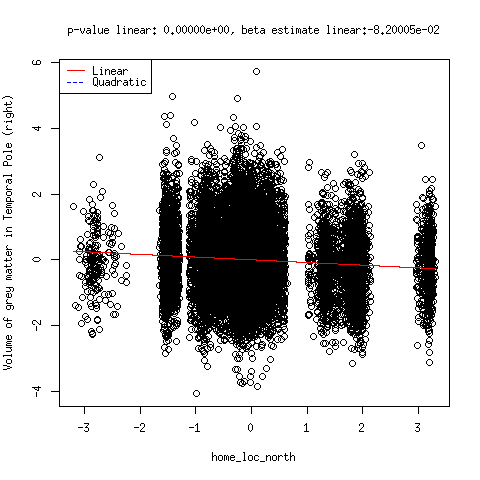 p-value linear: 0.00000e+00, beta estimate linear:-8.20005e-02
Linear
Quadratic
Volume of grey matter in Temporal Pole (right)
6
4
2
0
-2
-4
-3 -2 -1 0 1 2 3
home_loc_north